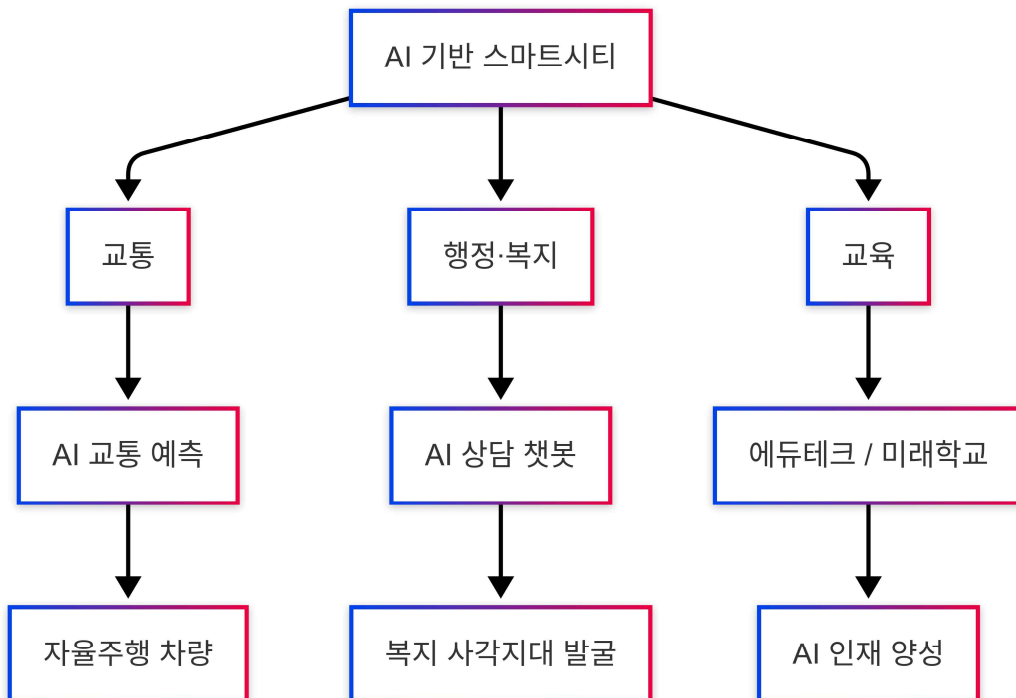 AI 기반 스마트시티
교통
행정·복지
교육
AI 교통 예측
AI 상담 챗봇
에듀테크 / 미래학교
자율주행 차량
복지 사각지대 발굴
AI 인재 양성